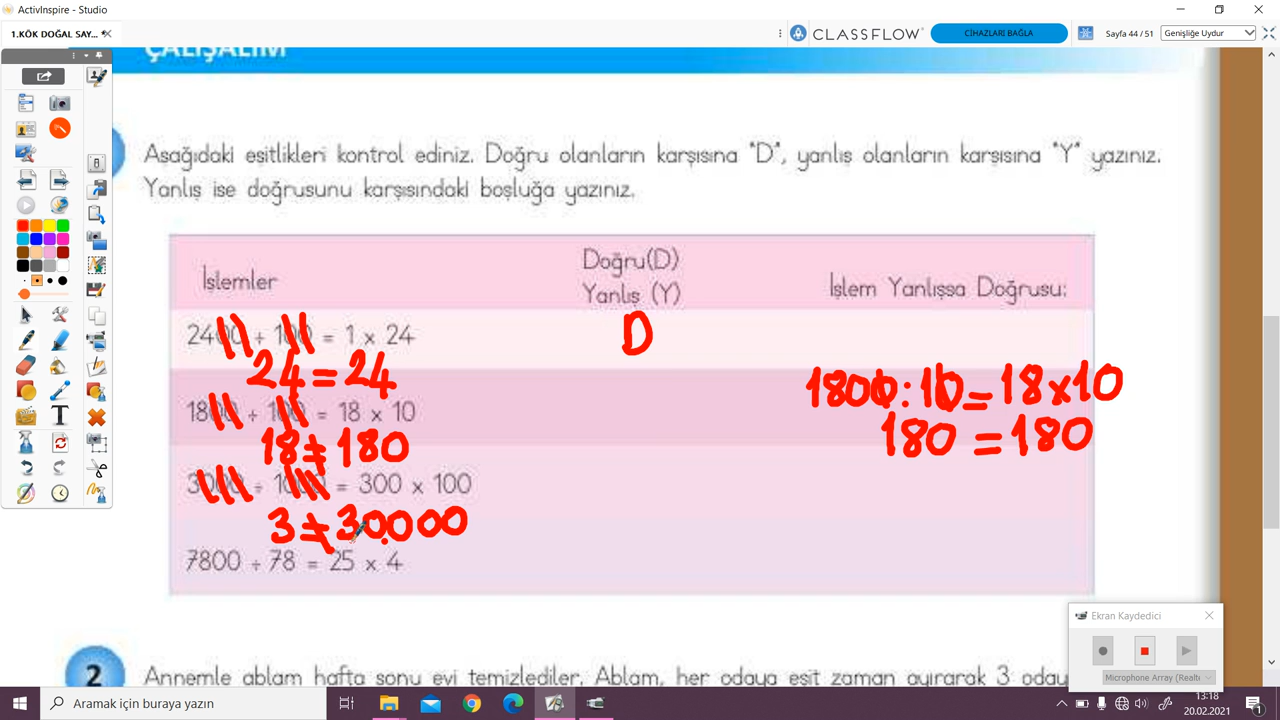 ActivInspire - Studio
1.KÖK DOĞAL SAY...
CLASSFLOW
CİHAZLARI BAĞLA
Sayfa 44 / 51
Genişliğe Uydur
ÇALIŞALIM
Aşağıdaki eşitlikleri kontrol ediniz. Doğru olanların karşısına "D", yanlış olanların karşısına "Y" yazınız.
Yanlış ise doğrusunu karşısındaki boşluğa yazınız.
İşlemler
Doğru(D)
Yanlış (Y)
İşlem Yanlışsa Doğrusu:
2400 ÷ 100 = 1 x 24
D
24 = 24
1800 ÷ 100 = 18 x 10
1800:10=18x10
18 ≠ 180
180 = 180
3000 ÷ 1000 = 300 x 100
3 ≠ 30.000
7800 ÷ 78 = 25 x 4
2
Annemle ablam hafta sonu evi temizlediler. Ablam, her odaya eşit zaman ayırarak 3 oday
Ekran Kaydedici
Microphone Array (Realte
Aramak için buraya yazın
13:18
20.02.2021
1